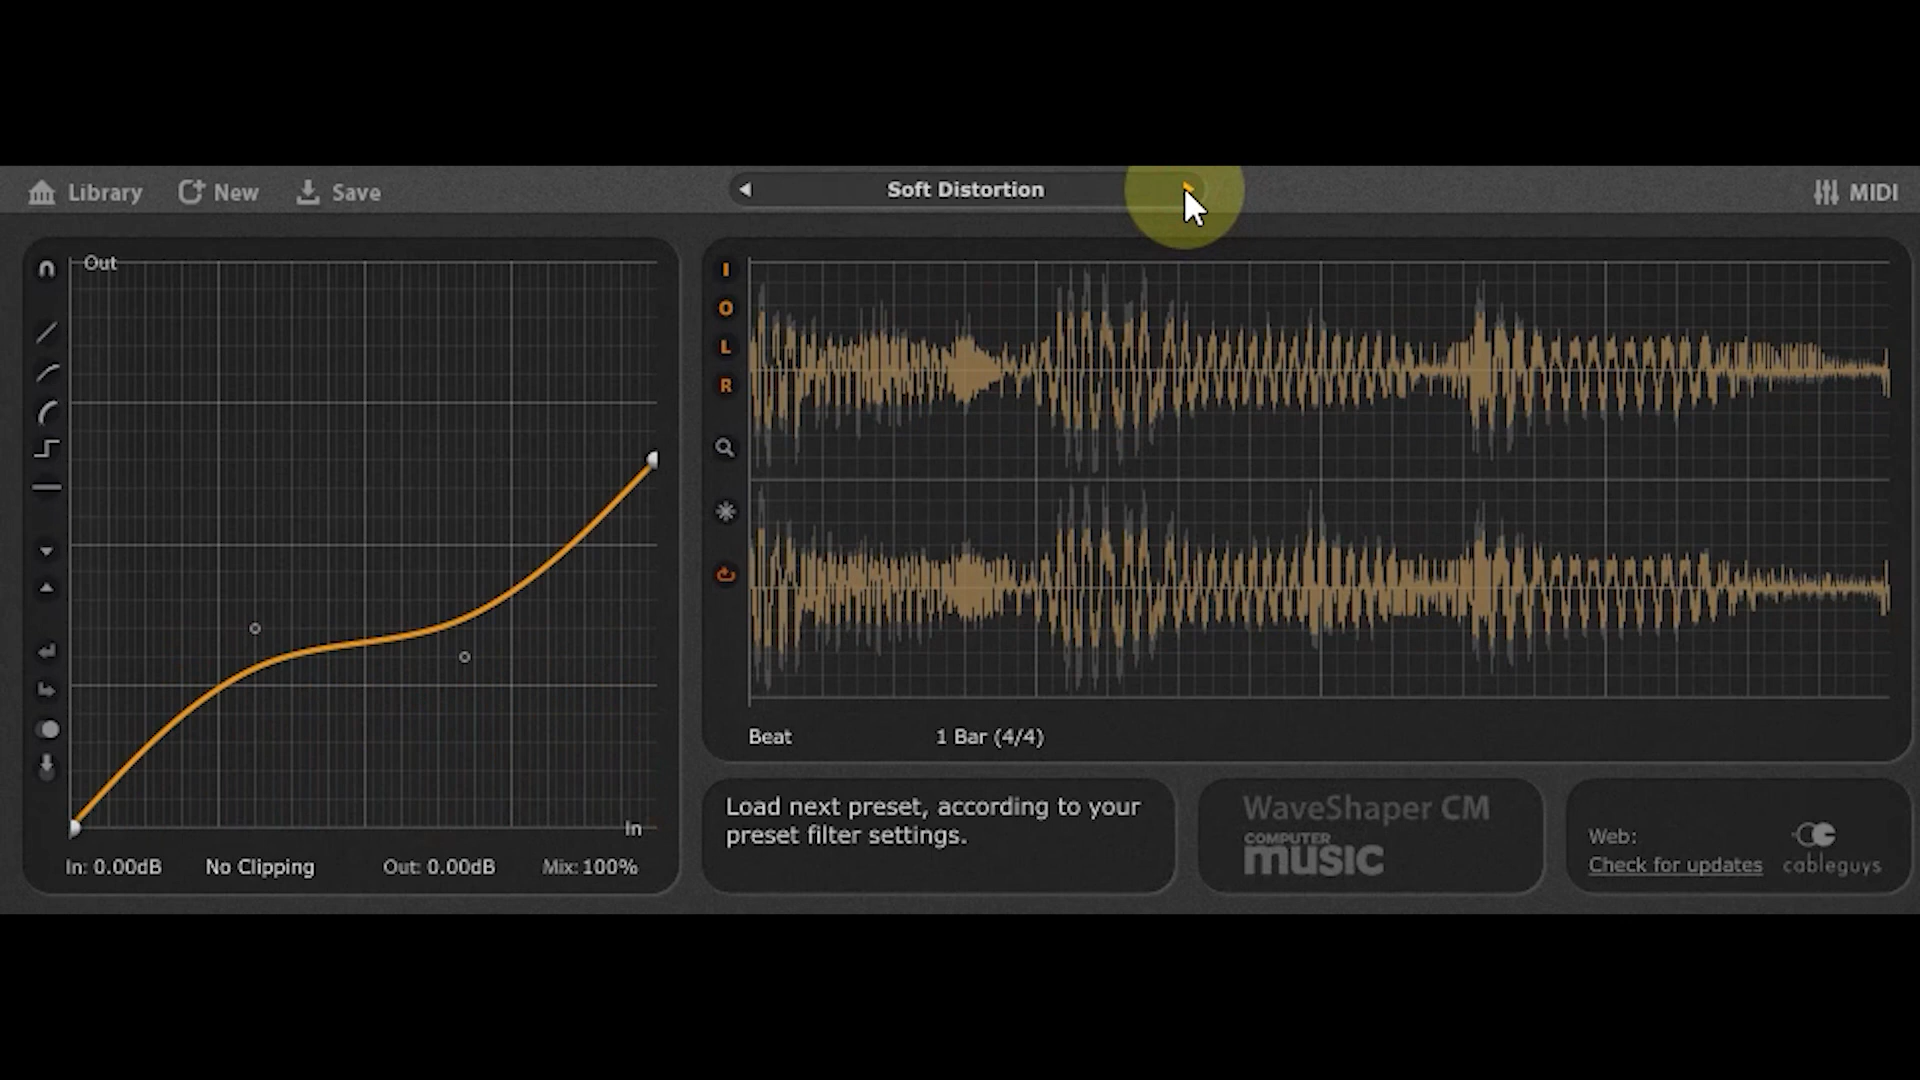 Library
New
Save
Soft Distortion
MIDI
Out
I
O
L
R
In
Beat
1 Bar (4/4)
In: 0.00dB
No Clipping
Out: 0.00dB
Mix: 100%
Load next preset, according to your
preset filter settings.
WaveShaper CM
COMPUTER
music
Web:
Check for updates
cableguys